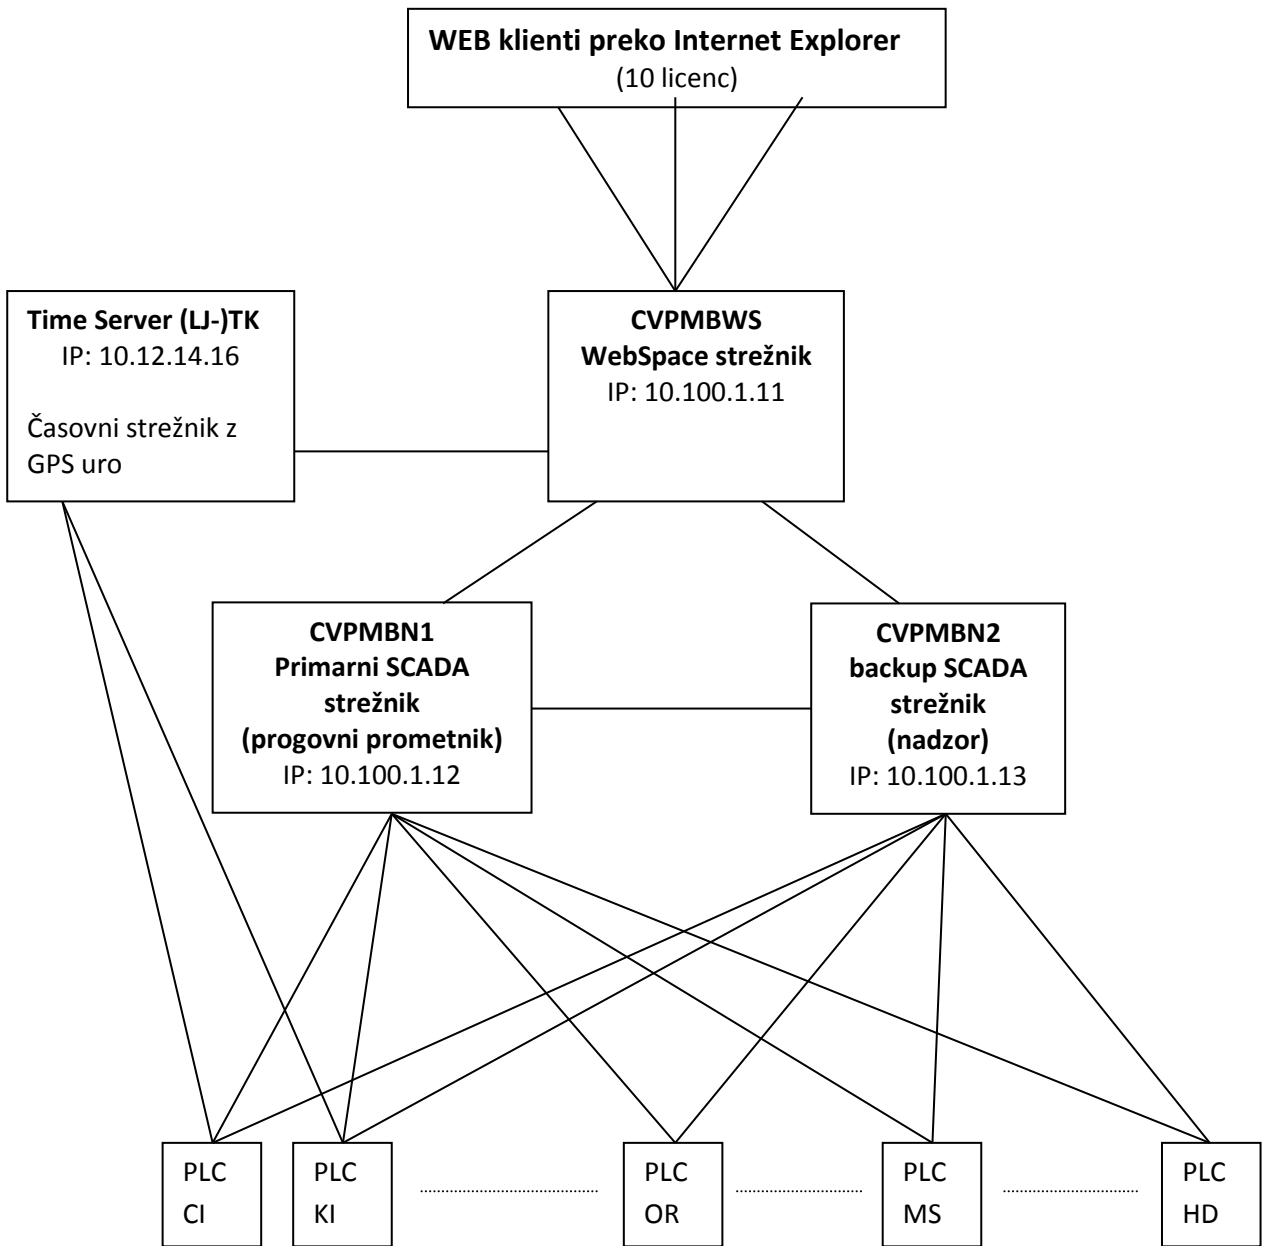 WEB klienti preko Internet Explorer
(10 licenc)
Time Server (LJ-)TK
IP: 10.12.14.16
Časovni strežnik z
GPS uro
CVPMBWS
WebSpace strežnik
IP: 10.100.1.11
CVPMBN1
Primarni SCADA
strežnik
(progovni prometnik)
IP: 10.100.1.12
CVPMBN2
backup SCADA
strežnik
(nadzor)
IP: 10.100.1.13
PLC
CI
PLC
KI
PLC
OR
PLC
MS
PLC
HD